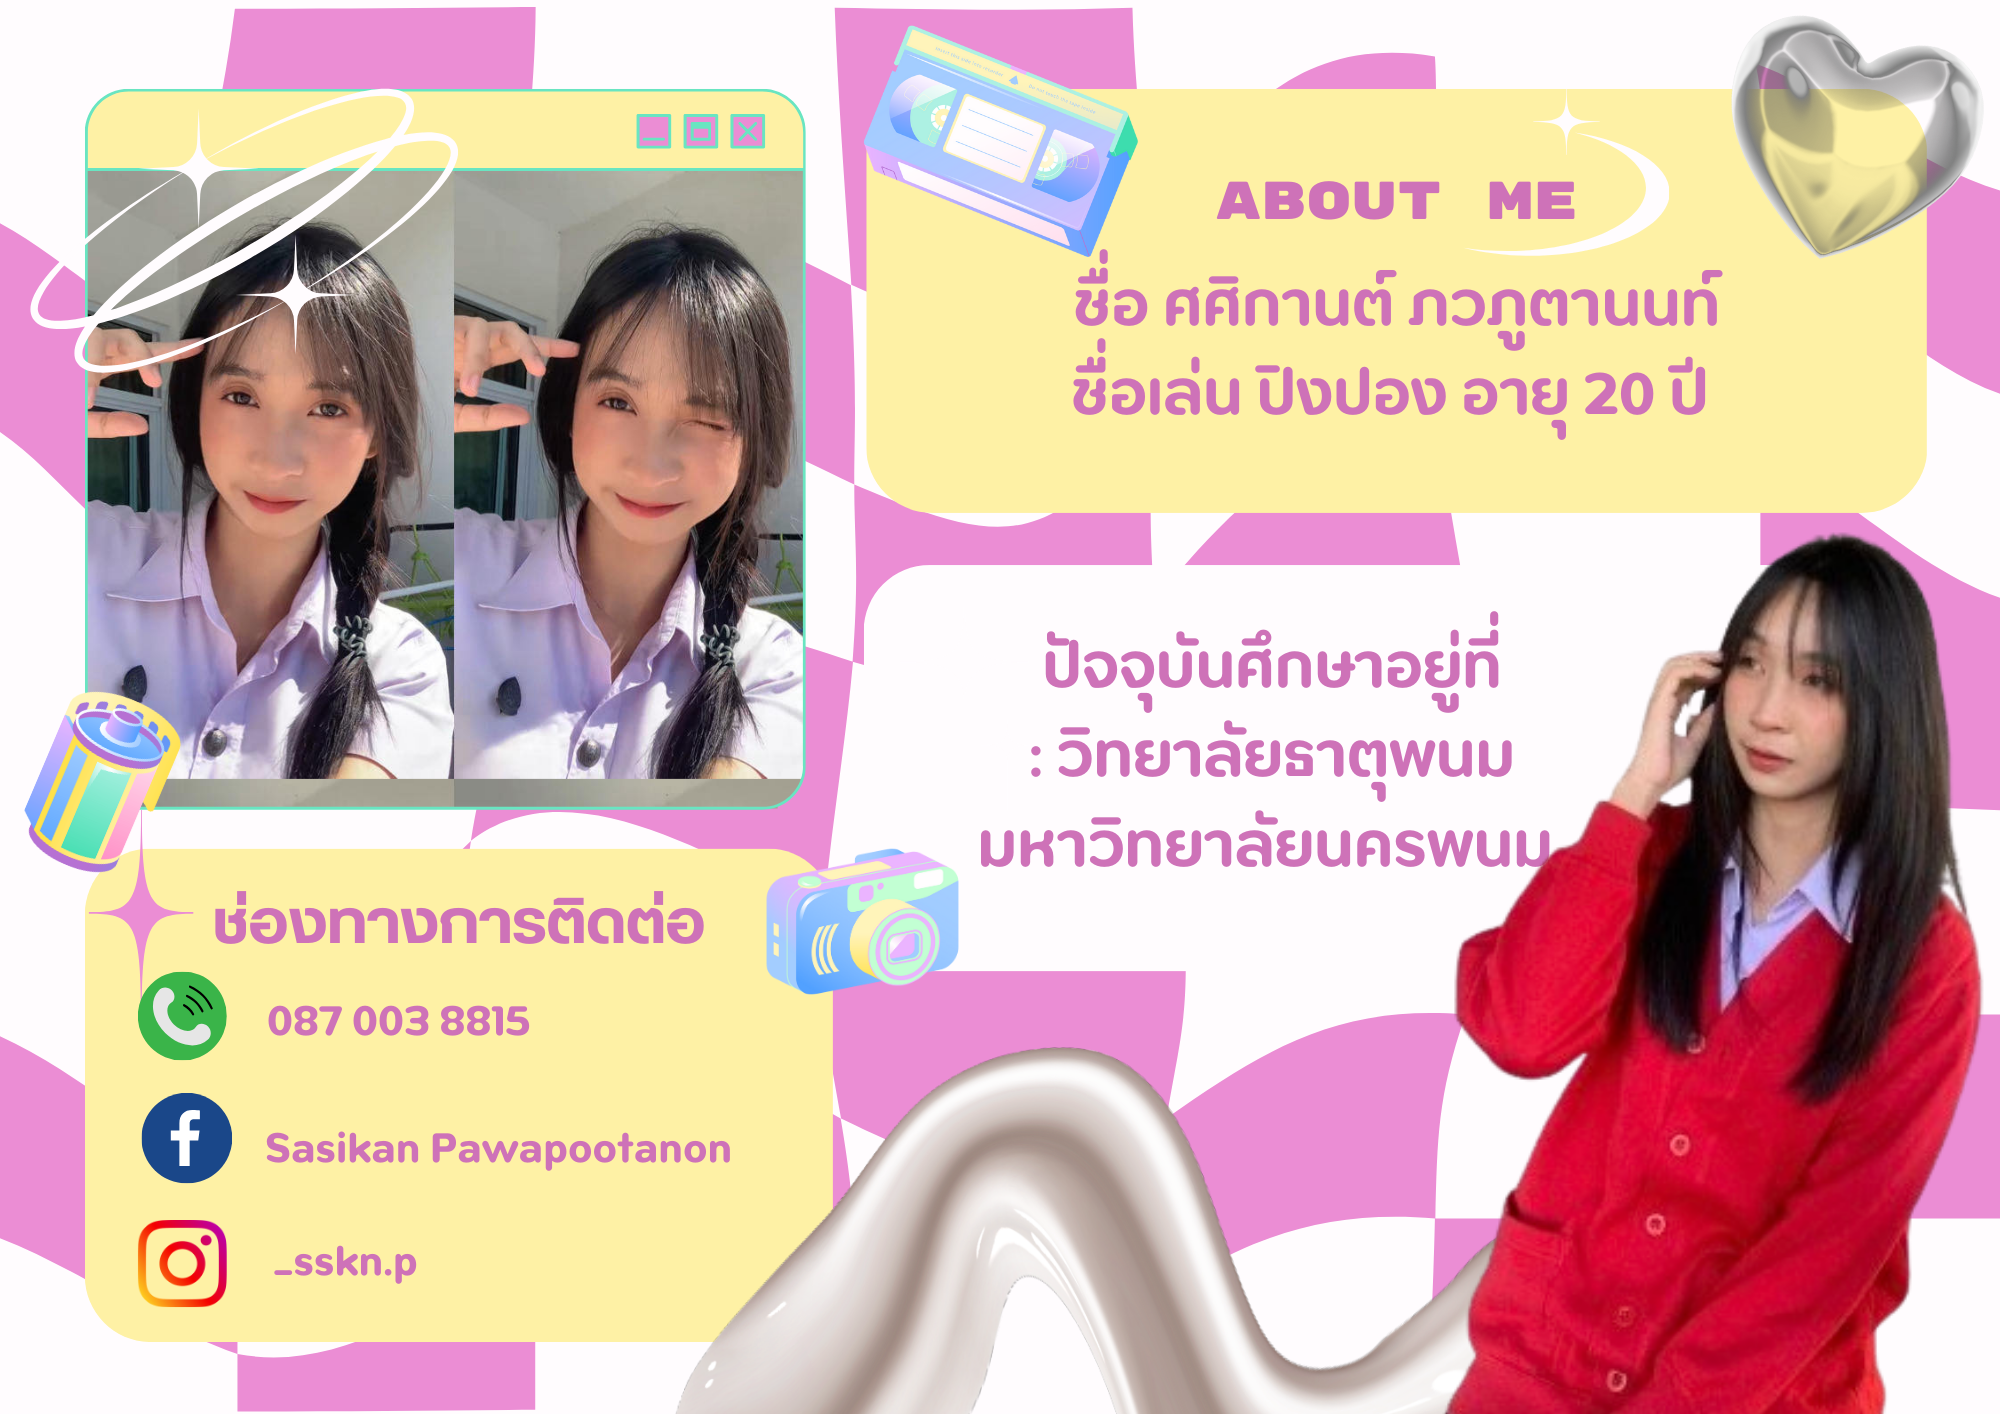 ABOUT ME
ชื่อ ศศิกานต์ ภวภูตานนท์
ชื่อเล่น ปิงปอง อายุ 20 ปี
ปัจจุบันศึกษาอยู่ที่
: วิทยาลัยธาตุพนม
มหาวิทยาลัยนครพนม
ช่องทางการติดต่อ
087 003 8815
Sasikan Pawapootanon
_sskn.p